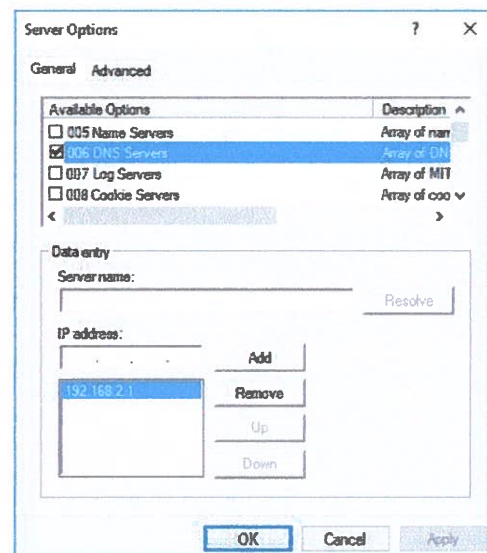 Server Options ? ×
General Advanced
Available Options Description
005 Name Servers Array of nam
006 DNS Servers Array of DN
007 Log Servers Array of MIT
008 Cookie Servers Array of coo
Data entry
Server name:
Resolve
IP address:
. . .
Add
192.168.2.1
Remove
Up
Down
OK Cancel Apply